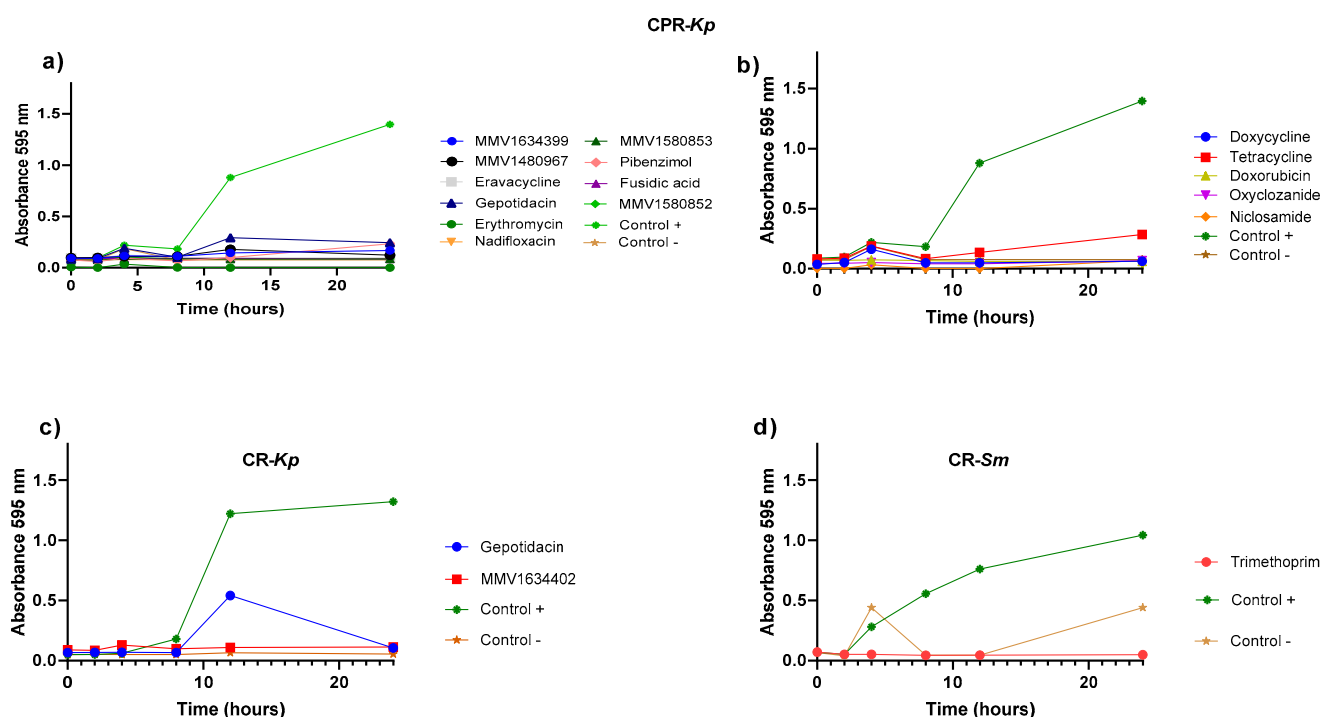 CPR-Kp
a)
Absorbance 595 nm
1.5
1.0
0.5
0.0
0 5 10 15 20
Time (hours)
MMV1634399
MMV1480967
Eravacycline
Gepotidacin
Erythromycin
Nadifloxacin
MMV1580853
Pibenzimol
Fusidic acid
MMV1580852
Control +
Control -
b)
Absorbance 595 nm
1.5
1.0
0.5
0.0
0 10 20
Time (hours)
Doxycycline
Tetracycline
Doxorubicin
Oxyclozanide
Niclosamide
Control +
Control -
c)
CR-Kp
Absorbance 595 nm
1.5
1.0
0.5
0.0
0 10 20
Time (hours)
Gepotidacin
MMV1634402
Control +
Control -
d)
CR-Sm
Absorbance 595 nm
1.5
1.0
0.5
0.0
0 10 20
Time (hours)
Trimethoprim
Control +
Control -